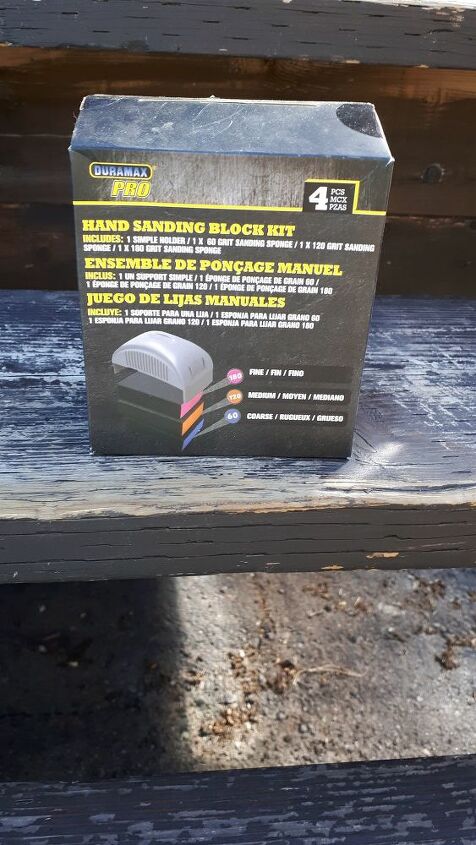 DURAMAX
PRO
4 PCS
MCX
PZAS
HAND SANDING BLOCK KIT
INCLUDES: 1 SIMPLE HOLDER / 1 X 60 GRIT SANDING SPONGE / 1 X 120 GRIT SANDING
SPONGE / 1 X 180 GRIT SANDING SPONGE
ENSEMBLE DE PONÇAGE MANUEL
INCLUS: 1 UN SUPPORT SIMPLE / 1 ÉPONGE DE PONÇAGE DE GRAIN 60 /
1 ÉPONGE DE PONÇAGE DE GRAIN 120 / 1 ÉPONGE DE PONÇAGE DE GRAIN 180
JUEGO DE LIJAS MANUALES
INCLUYE: 1 SOPORTE PARA UNA LIJA / 1 ESPONJA PARA LIJAR GRANO 60
1 ESPONJA PARA LIJAR GRANO 120 / 1 ESPONJA PARA LIJAR GRANO 180
180 FINE / FIN / FINO
120 MEDIUM / MOYEN / MEDIANO
60 COARSE / RUGUEUX / GRUESO